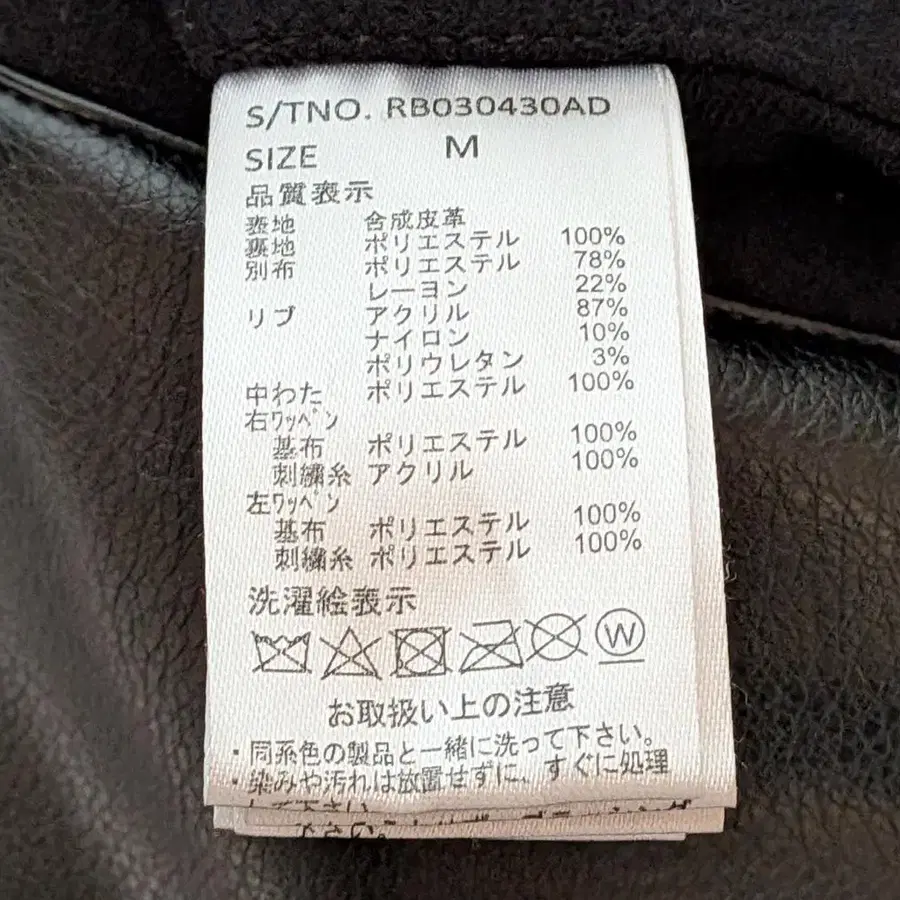 S/TNO. RB030430AD
SIZE M
品質表示
表地 合成皮革
裏地 ポリエステル 100%
別布 ポリエステル 78%
レーヨン 22%
リブ アクリル 87%
ナイロン 10%
ポリウレタン 3%
中わた ポリエステル 100%
右ﾜｯﾍﾟﾝ
基布 ポリエステル 100%
刺繍糸 アクリル 100%
左ﾜｯﾍﾟﾝ
基布 ポリエステル 100%
刺繍糸 ポリエステル 100%
洗濯絵表示
W
お取扱い上の注意
・同系色の製品と一緒に洗って下さい。
・染みや汚れは放置せずに、すぐに処理
して下さい。